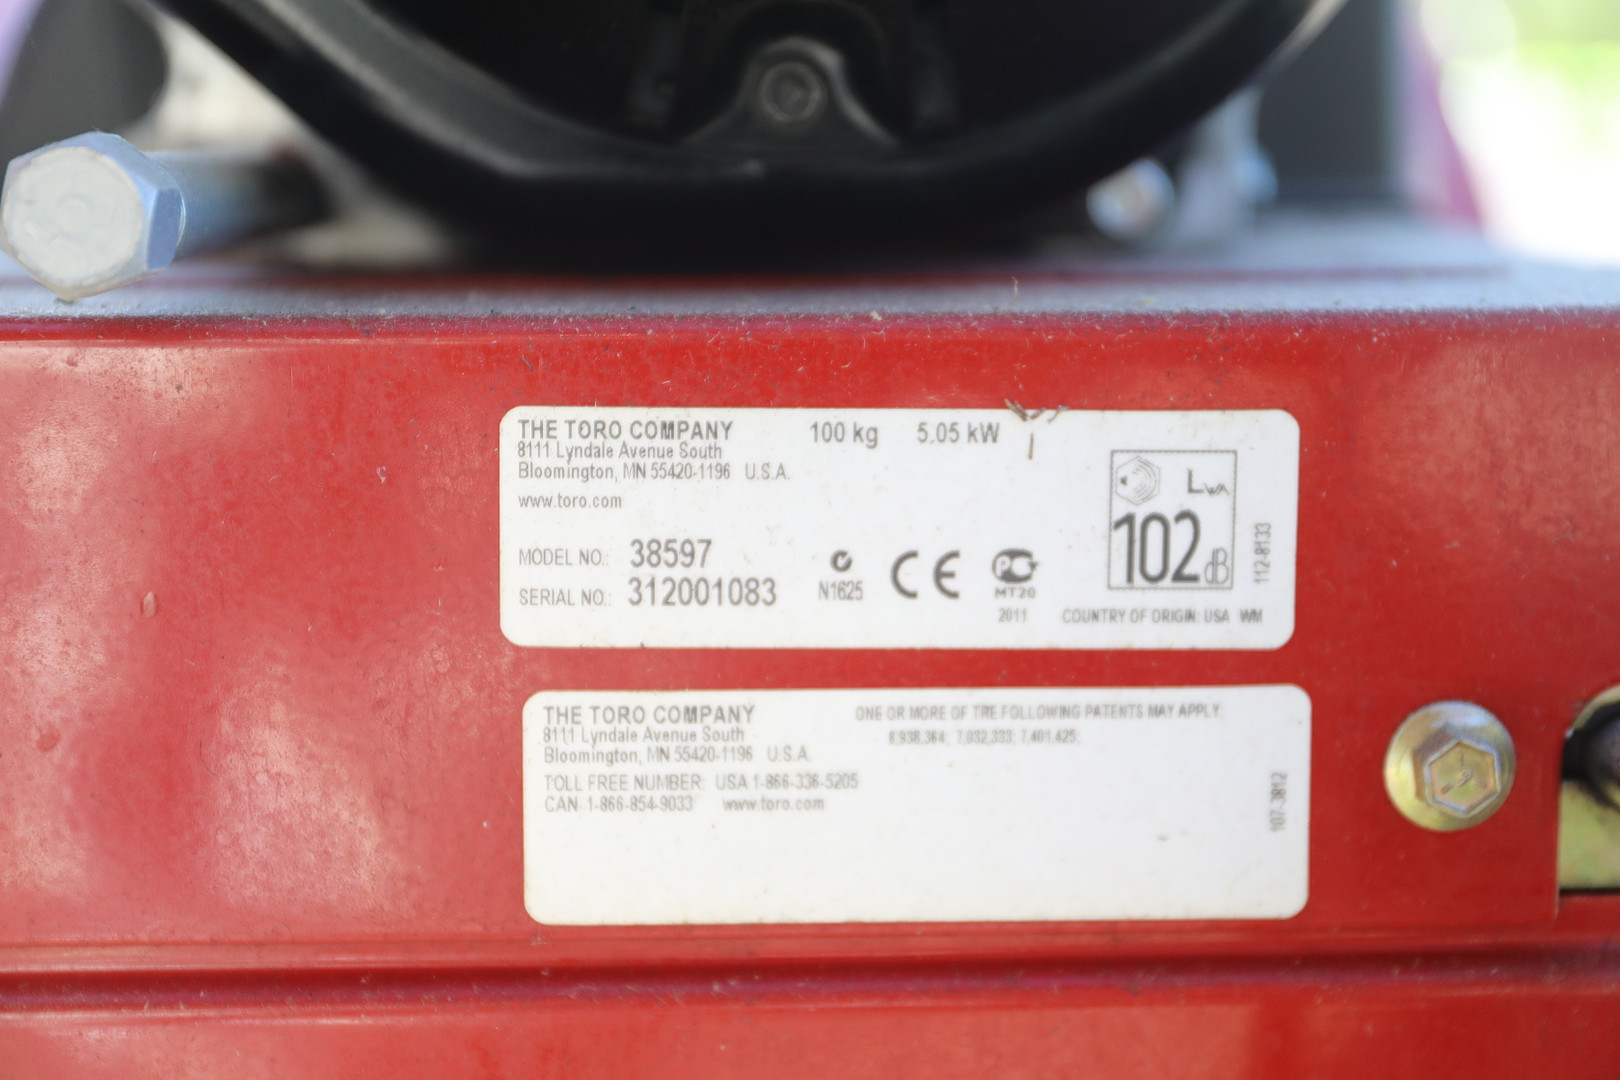 THE TORO COMPANY 100 kg 5.05 kW
8111 Lyndale Avenue South
Bloomington, MN 55420-1196 U.S.A.
www.toro.com
LWA
102 dB
112-8133
MODEL NO.: 38597
SERIAL NO.: 312001083
N1625
CE
PCT
MT20
2011
COUNTRY OF ORIGIN: USA WM
THE TORO COMPANY
8111 Lyndale Avenue South
Bloomington, MN 55420-1196 U.S.A.
TOLL FREE NUMBER: USA 1-866-336-5205
CAN 1-866-854-9033 www.toro.com
ONE OR MORE OF THE FOLLOWING PATENTS MAY APPLY:
6,938,364; 7,032,333; 7,401,425;
107-3812